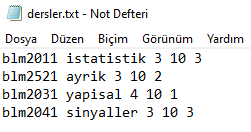 dersler.txt - Not Defteri
Dosya Düzen Biçim Görünüm Yardım
blm2011 istatistik 3 10 3
blm2521 ayrik 3 10 2
blm2031 yapisal 4 10 1
blm2041 sinyaller 3 10 3